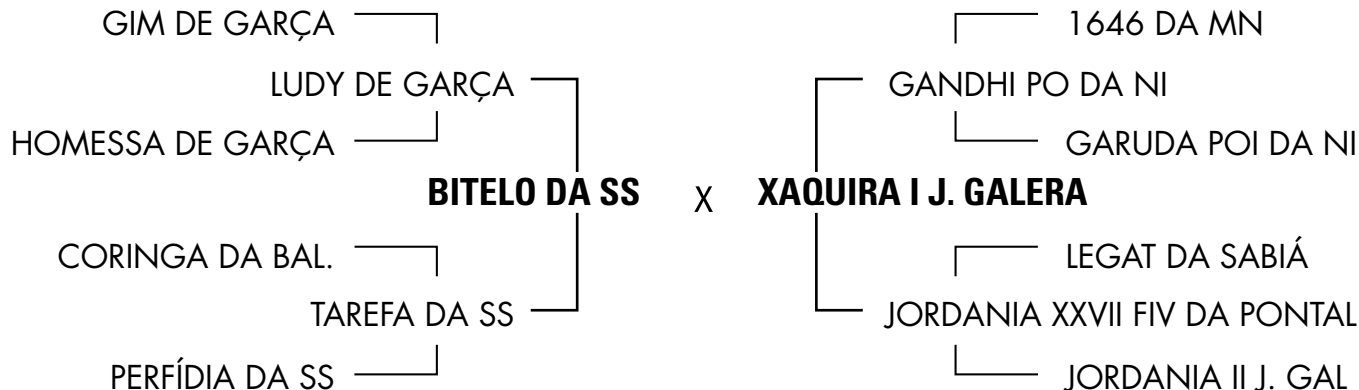 GIM DE GARÇA 1646 DA MN
LUDY DE GARÇA GANDHI PO DA NI
HOMESSA DE GARÇA GARUDA POI DA NI
BITELO DA SS X XAQUIRA I J. GALERA
CORINGA DA BAL. LEGAT DA SABIÁ
TAREFA DA SS JORDANIA XXVII FIV DA PONTAL
PERFÍDIA DA SS JORDANIA II J. GAL